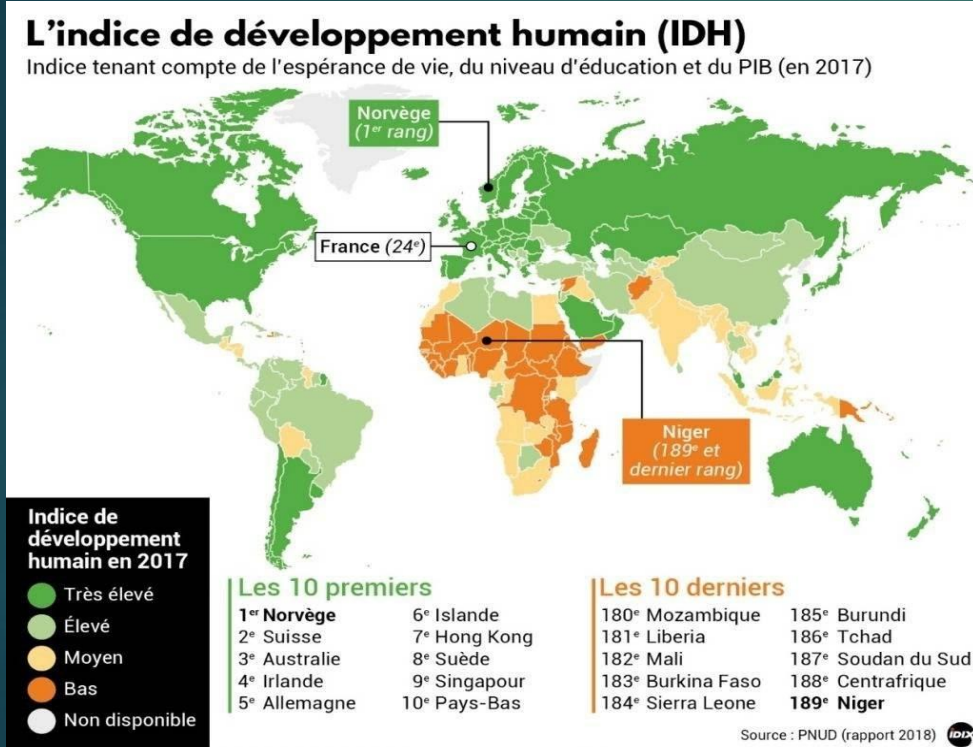 L'indice de développement humain (IDH)
Indice tenant compte de l'espérance de vie, du niveau d'éducation et du PIB (en 2017)
Norvège
(1er rang)
France (24e)
Niger
(189e et
dernier rang)
Indice de
développement
humain en 2017
Très élevé
Élevé
Moyen
Bas
Non disponible
Les 10 premiers
1er Norvège
2e Suisse
3e Australie
4e Irlande
5e Allemagne
6e Islande
7e Hong Kong
8e Suède
9e Singapour
10e Pays-Bas
Les 10 derniers
180e Mozambique
181e Liberia
182e Mali
183e Burkina Faso
184e Sierra Leone
185e Burundi
186e Tchad
187e Soudan du Sud
188e Centrafrique
189e Niger
Source : PNUD (rapport 2018)